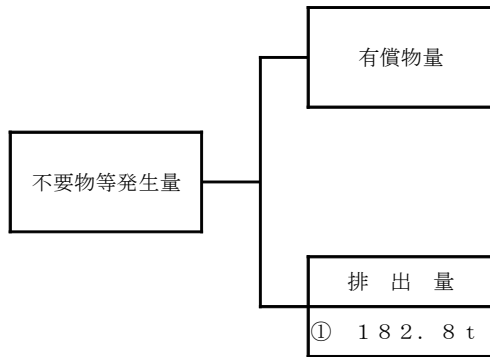 有償物量
不要物等発生量
排　出　量
①　１８２．８ｔ